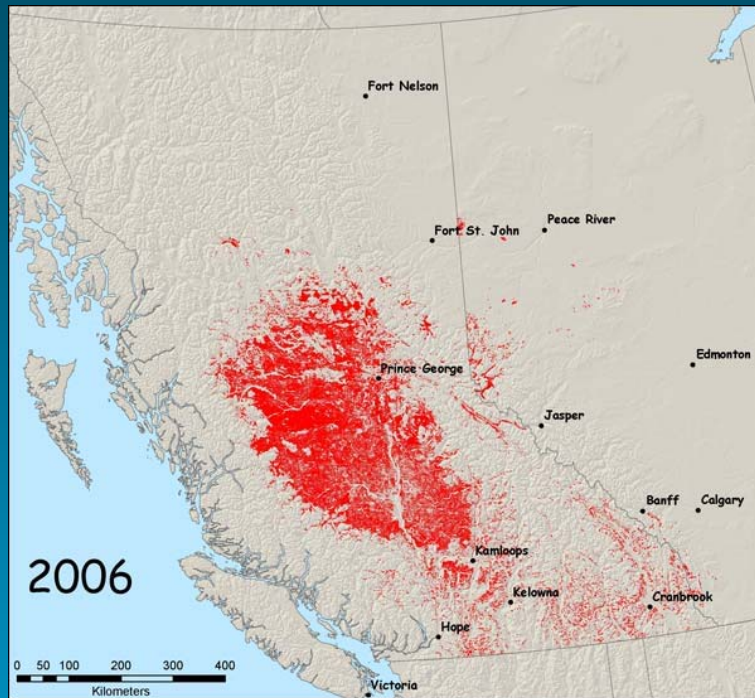 Fort Nelson
Peace River
Fort St. John
Edmonton
Prince George
Jasper
Banff
Calgary
2006
Kamloops
Kelowna
Cranbrook
Hope
0 50 100 200 300 400
Kilometers
Victoria